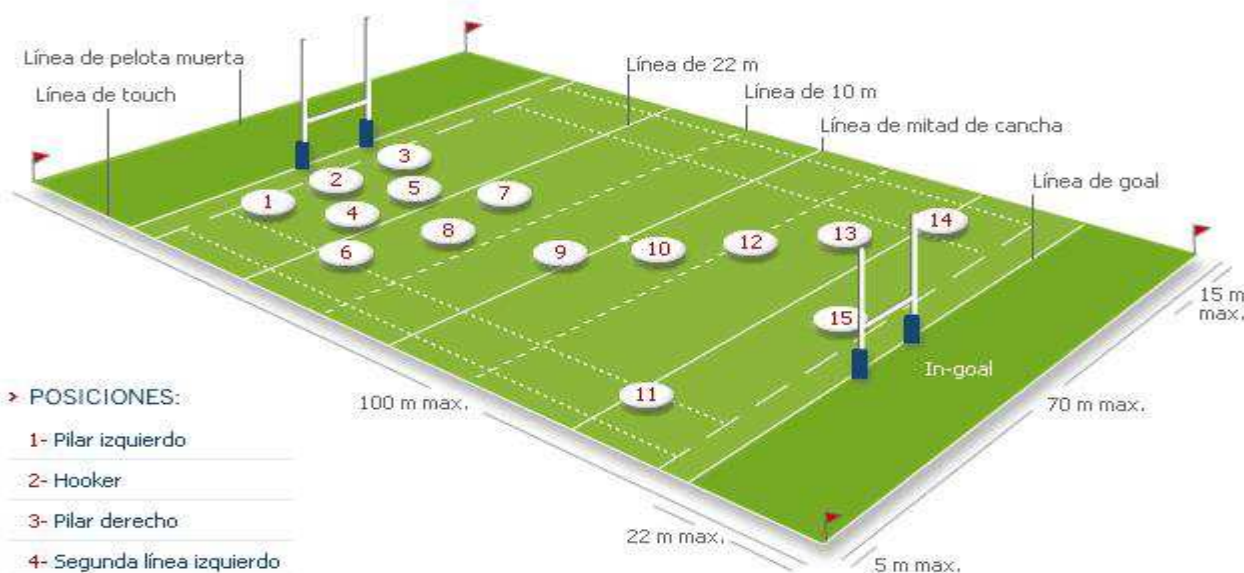 Línea de pelota muerta
Línea de touch
Línea de 22 m
Línea de 10 m
Línea de mitad de cancha
Línea de goal
3
2
5
7
1
4
8
6
9
10
12
13
14
15
11
In-goal
15 m
max.
70 m max.
100 m max.
22 m max.
5 m max.
> POSICIONES:
1- Pilar izquierdo
2- Hooker
3- Pilar derecho
4- Segunda línea izquierdo